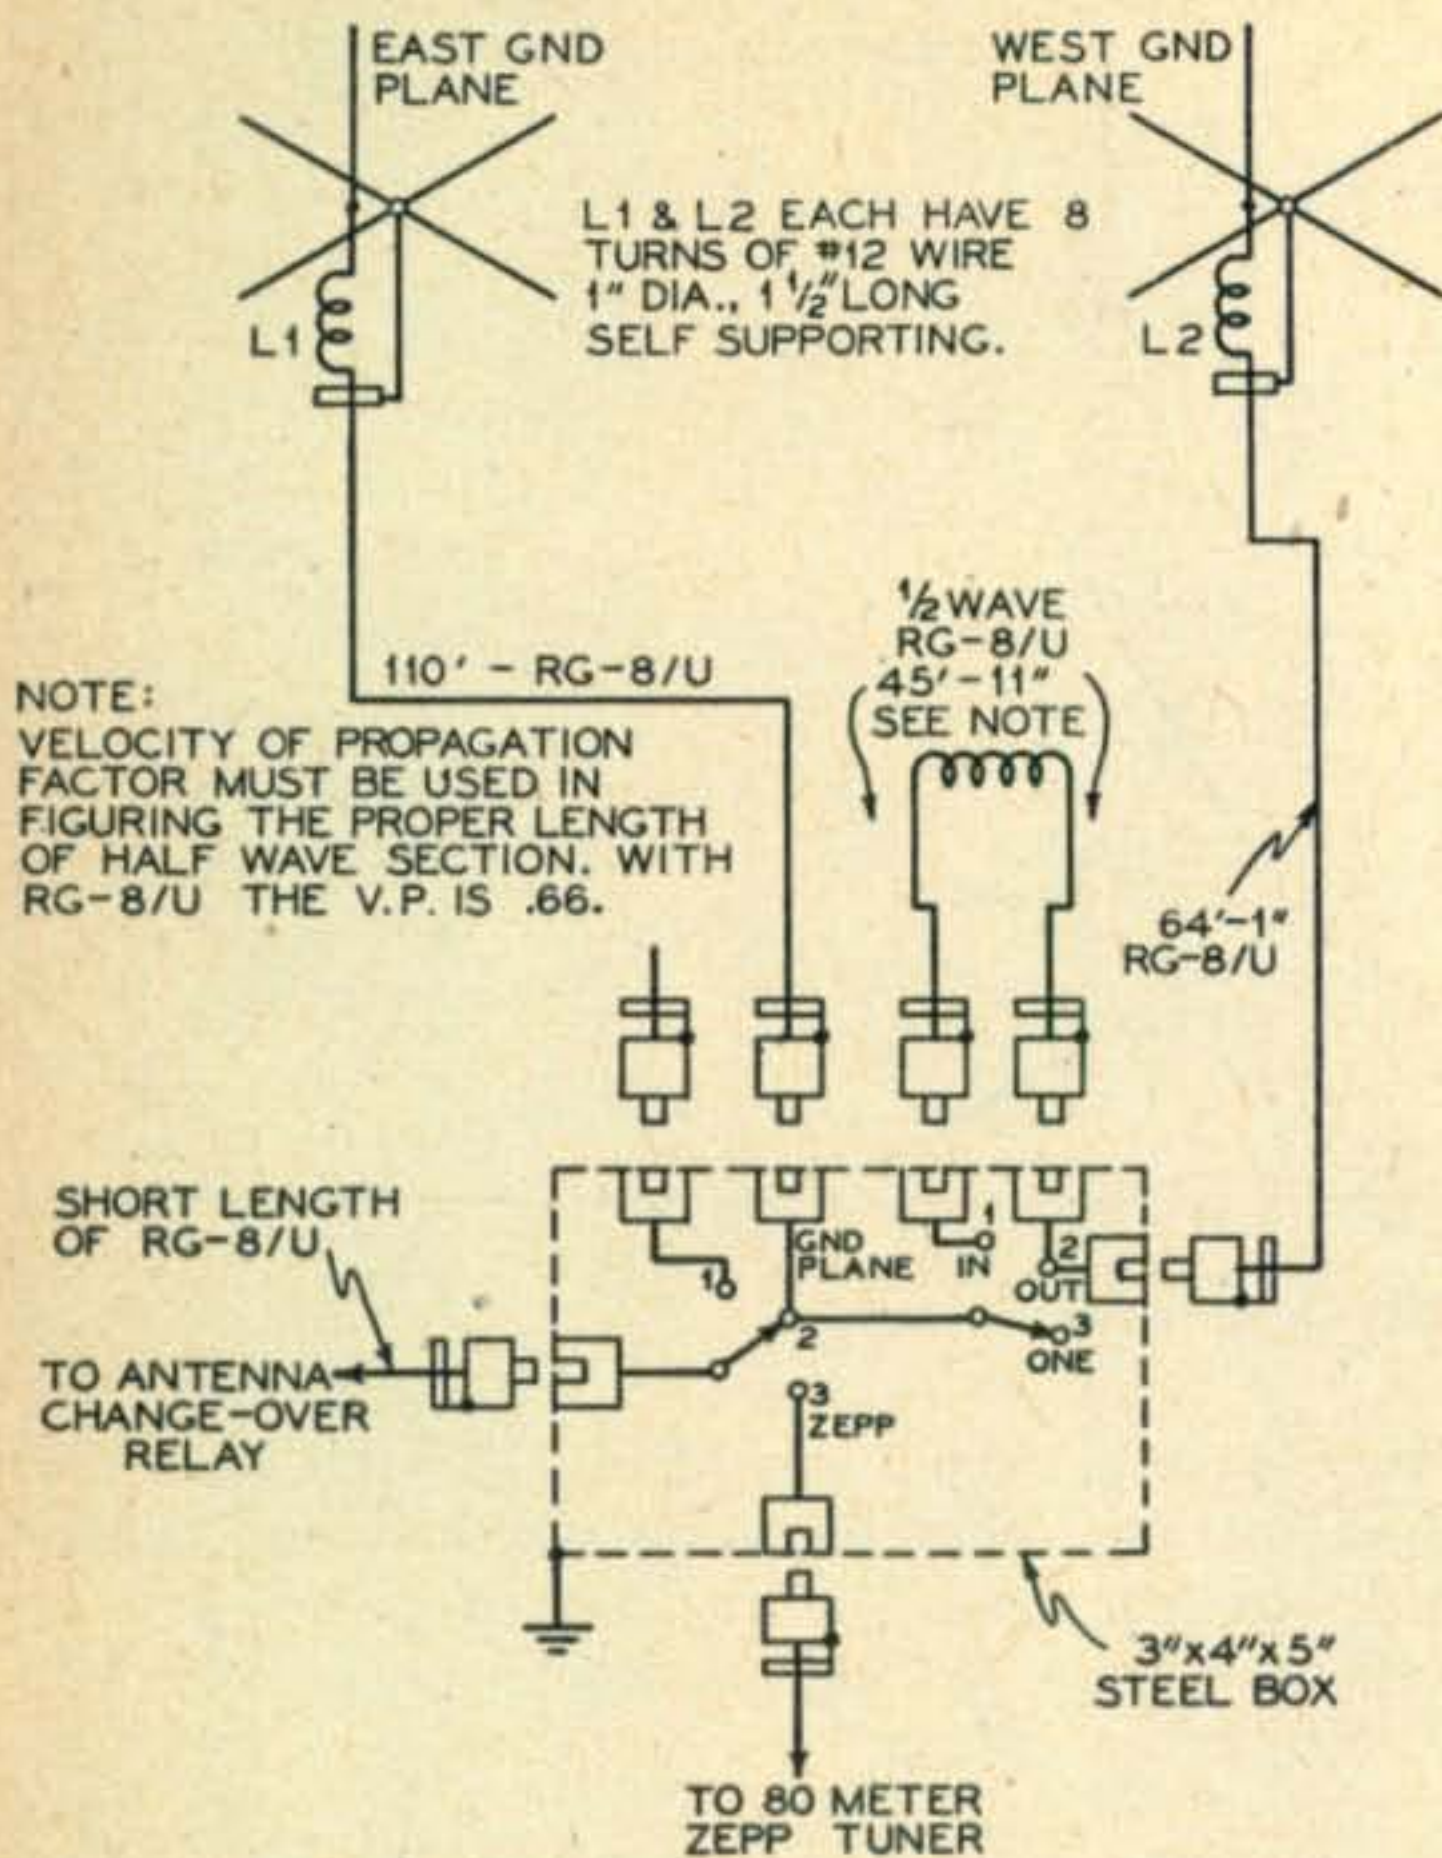 EAST GND
PLANE
WEST GND
PLANE
L1 & L2 EACH HAVE 8
TURNS OF #12 WIRE
1" DIA., 1 1/2" LONG
SELF SUPPORTING.
L1
L2
1/2 WAVE
RG-8/U
45'-11"
SEE NOTE
110' - RG-8/U
NOTE:
VELOCITY OF PROPAGATION
FACTOR MUST BE USED IN
FIGURING THE PROPER LENGTH
OF HALF WAVE SECTION. WITH
RG-8/U THE V.P. IS .66.
64'-1"
RG-8/U
SHORT LENGTH
OF RG-8/U
GND
PLANE
1
IN
2
OUT
1
2
3
ONE
TO ANTENNA
CHANGE-OVER
RELAY
3
ZEPP
3"x4"x5"
STEEL BOX
TO 80 METER
ZEPP TUNER